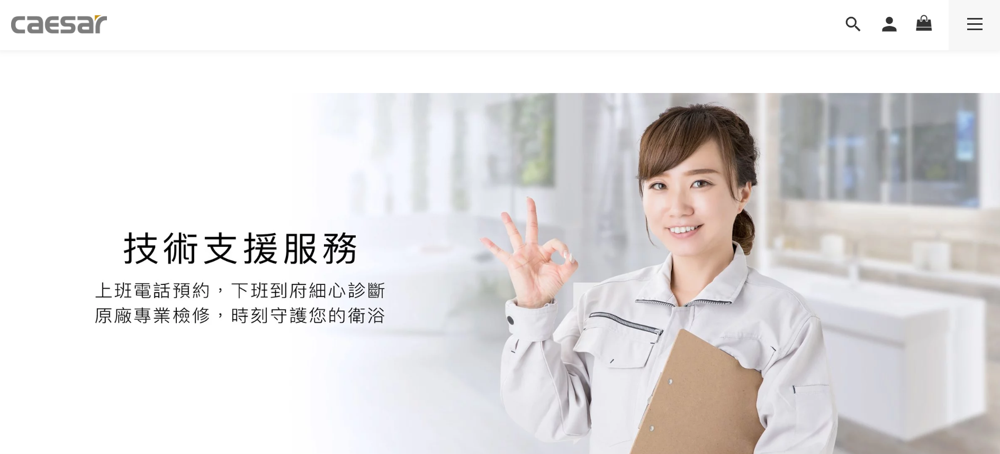 caesar
技術支援服務
上班電話預約，下班到府細心診斷
原廠專業檢修，時刻守護您的衛浴